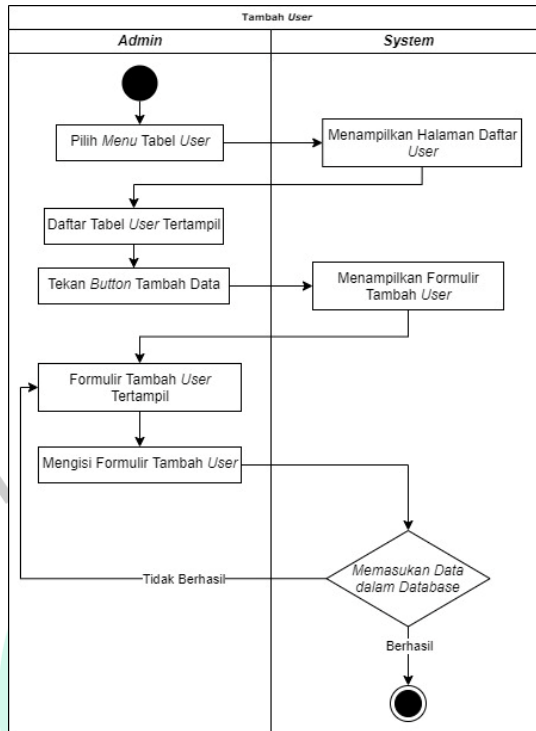 Tambah User
Admin
System
Pilih Menu Tabel User
Menampilkan Halaman Daftar
User
Daftar Tabel User Tertampil
Tekan Button Tambah Data
Menampilkan Formulir
Tambah User
Formulir Tambah User
Tertampil
Mengisi Formulir Tambah User
Memasukan Data
dalam Database
Tidak Berhasil
Berhasil